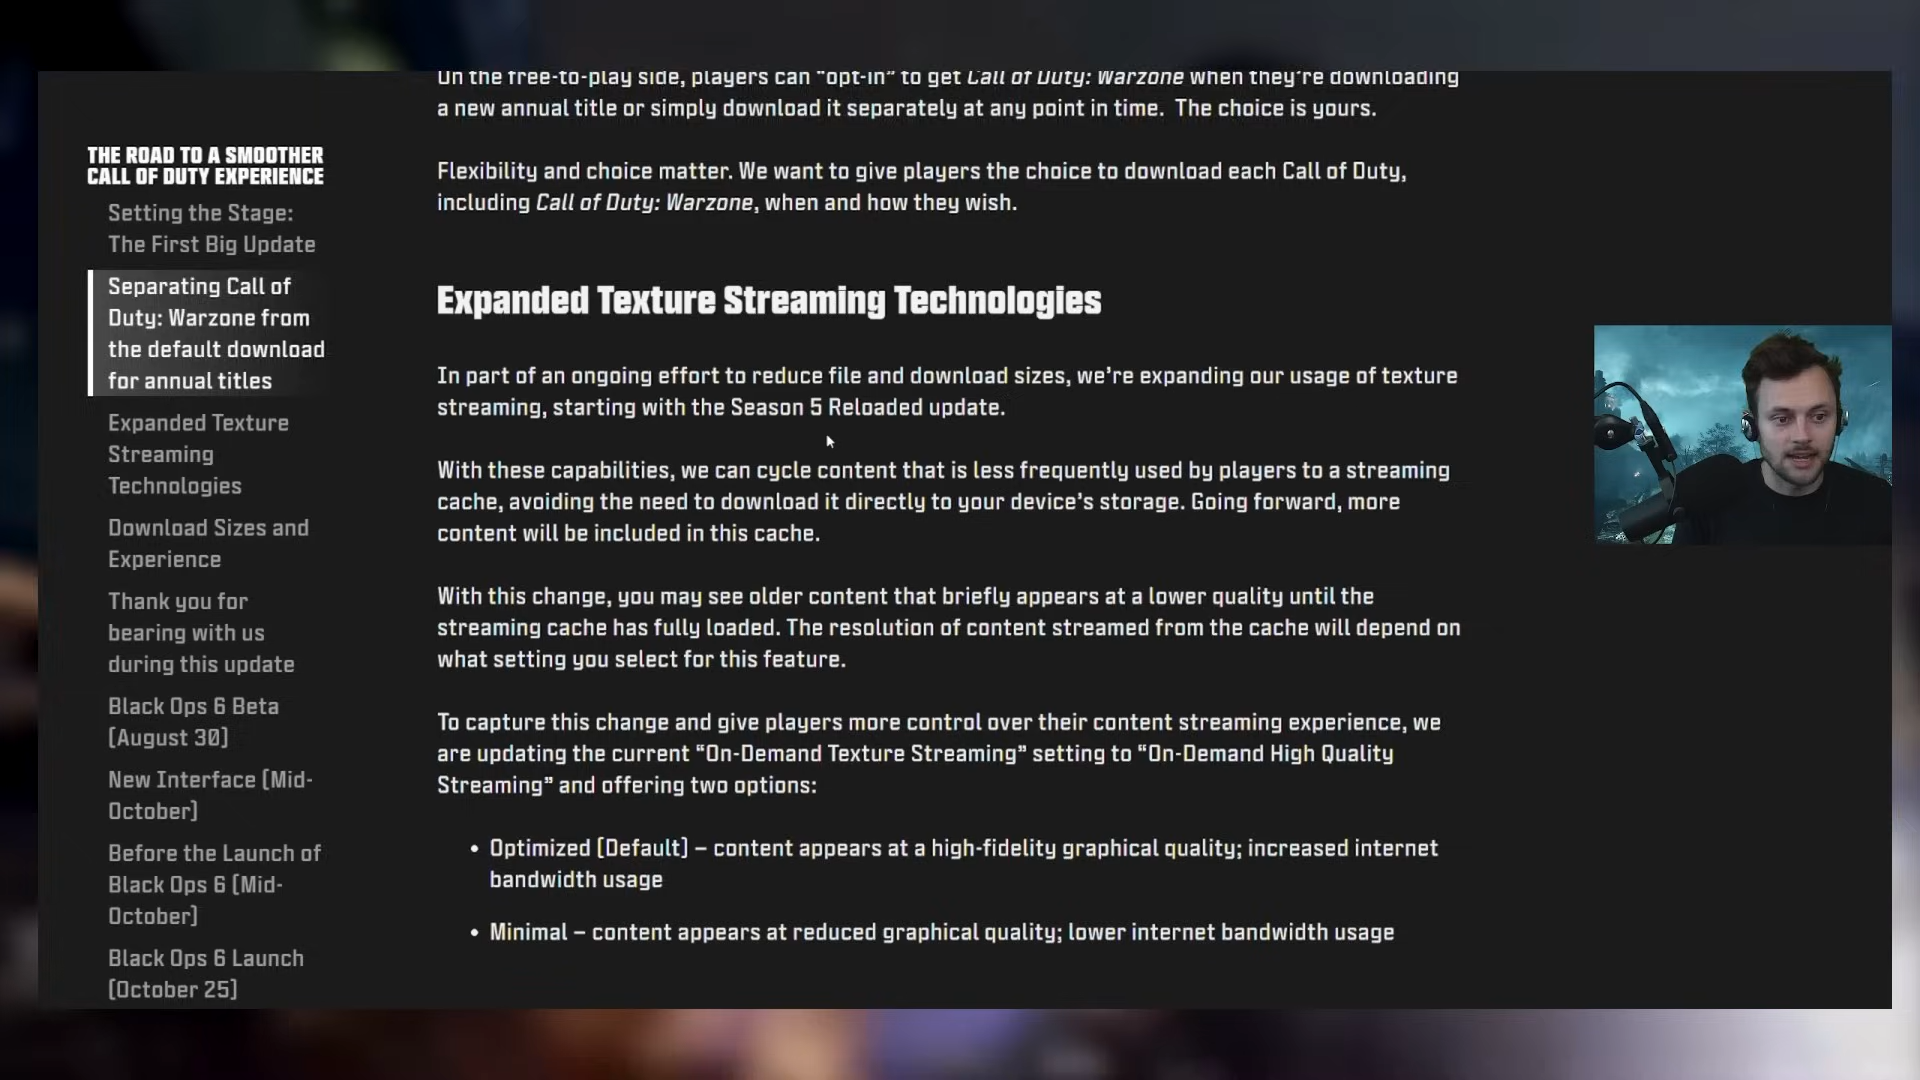 On the free-to-play side, players can “opt-in” to get Call of Duty: Warzone when they’re downloading
a new annual title or simply download it separately at any point in time. The choice is yours.
Flexibility and choice matter. We want to give players the choice to download each Call of Duty,
including Call of Duty: Warzone, when and how they wish.
THE ROAD TO A SMOOTHER
CALL OF DUTY EXPERIENCE
Setting the Stage:
The First Big Update
Separating Call of
Duty: Warzone from
the default download
for annual titles
Expanded Texture
Streaming
Technologies
Download Sizes and
Experience
Thank you for
bearing with us
during this update
Black Ops 6 Beta
(August 30)
New Interface (Mid-
October)
Before the Launch of
Black Ops 6 (Mid-
October)
Black Ops 6 Launch
(October 25)
Expanded Texture Streaming Technologies
In part of an ongoing effort to reduce file and download sizes, we’re expanding our usage of texture
streaming, starting with the Season 5 Reloaded update.
With these capabilities, we can cycle content that is less frequently used by players to a streaming
cache, avoiding the need to download it directly to your device’s storage. Going forward, more
content will be included in this cache.
With this change, you may see older content that briefly appears at a lower quality until the
streaming cache has fully loaded. The resolution of content streamed from the cache will depend on
what setting you select for this feature.
To capture this change and give players more control over their content streaming experience, we
are updating the current “On-Demand Texture Streaming” setting to “On-Demand High Quality
Streaming” and offering two options:
• Optimized (Default) – content appears at a high-fidelity graphical quality; increased internet
bandwidth usage
• Minimal – content appears at reduced graphical quality; lower internet bandwidth usage